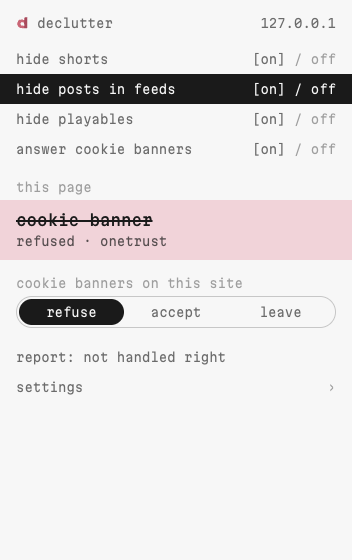 declutter 127.0.0.1
hide shorts [on] / off
hide posts in feeds [on] / off
hide playables [on] / off
answer cookie banners [on] / off
this page
cookie banner
refused · onetrust
cookie banners on this site
refuse accept leave
report: not handled right
settings ›